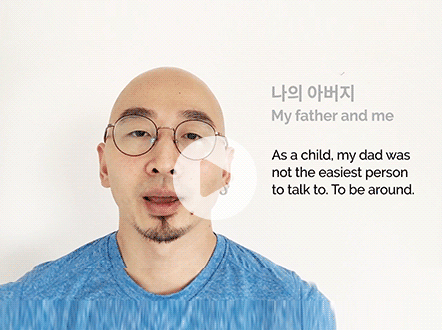 나의 아버지
My father and me
As a child, my dad was
not the easiest person
to talk to. To be around.